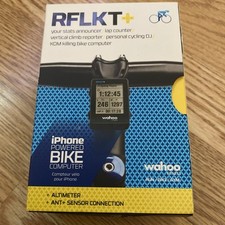 RFLKT+
your stats announcer · lap counter
vertical climb reporter · personal cycling DJ
KOM killing bike computer
1:12:45
246
iPhone
POWERED
BIKE
COMPUTER
Compteur vélo
pour iPhone
wahoo
+ ALTIMETER
+ ANT+ SENSOR CONNECTION